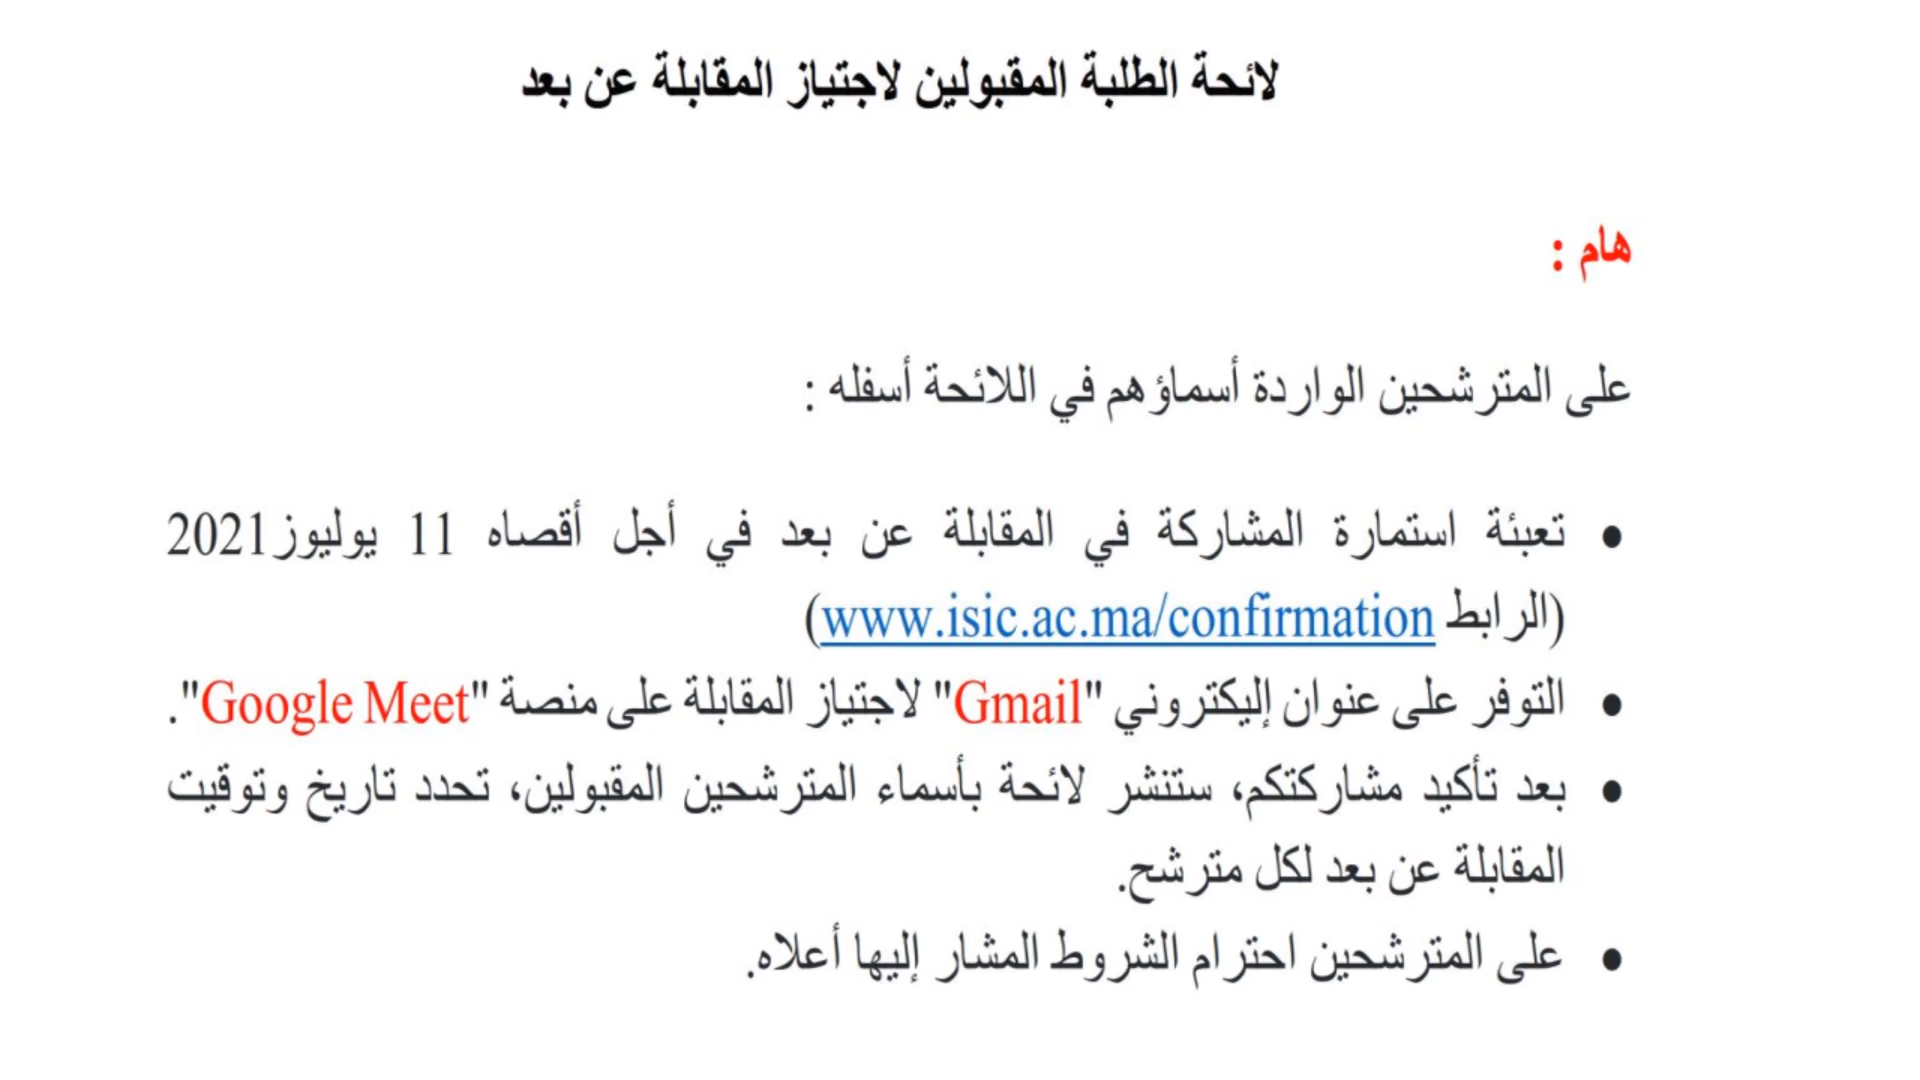 لائحة الطلبة المقبولين لاجتياز المقابلة عن بعد
هام :
على المترشحين الواردة أسماؤهم في اللائحة أسفله :
• تعبئة استمارة المشاركة في المقابلة عن بعد في أجل أقصاه 11 يوليوز2021
(الرابط www.isic.ac.ma/confirmation)
• التوفر على عنوان إليكتروني "Gmail" لاجتياز المقابلة على منصة "Google Meet".
• بعد تأكيد مشاركتكم، ستنشر لائحة بأسماء المترشحين المقبولين، تحدد تاريخ وتوقيت
المقابلة عن بعد لكل مترشح.
• على المترشحين احترام الشروط المشار إليها أعلاه.